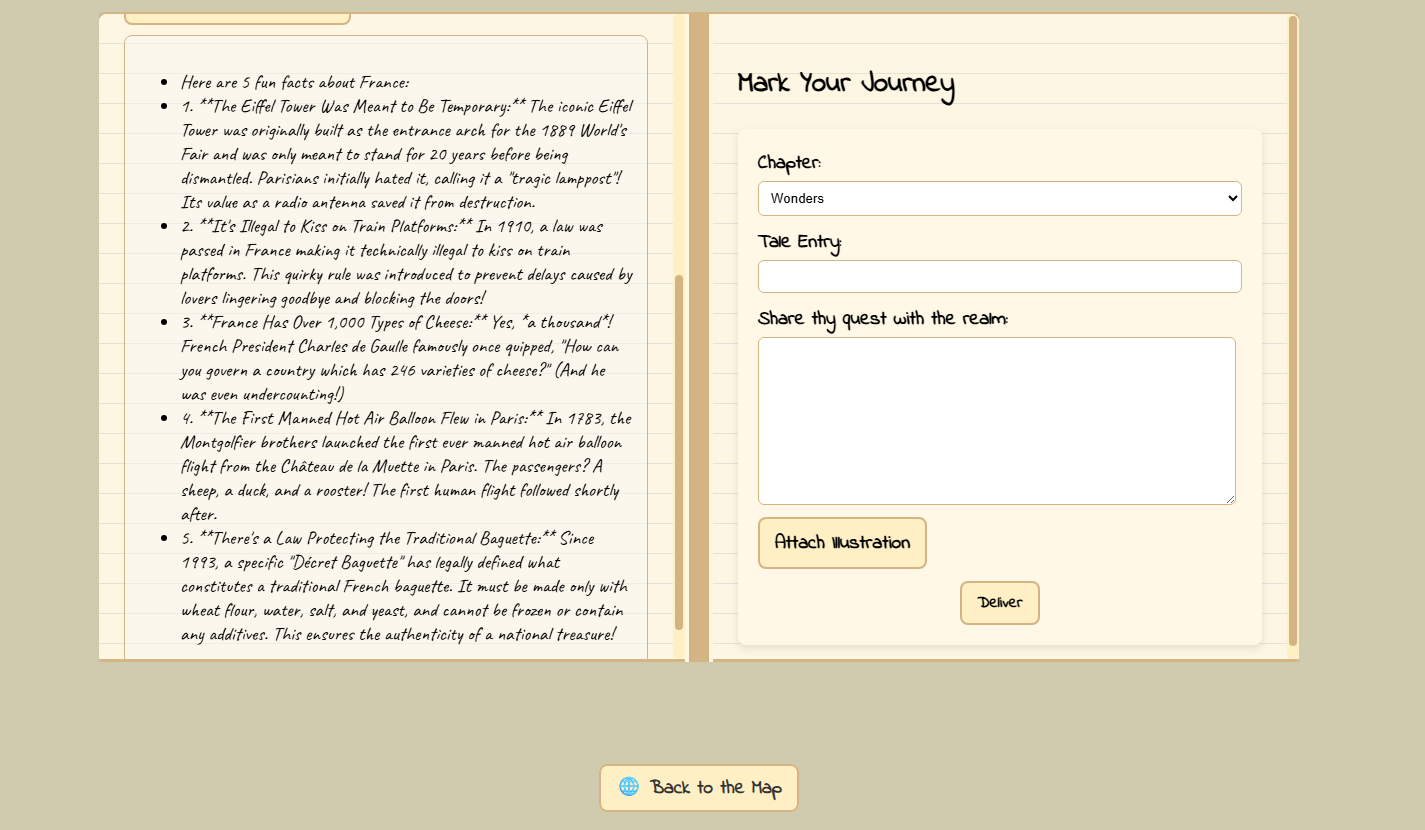 Here are 5 fun facts about France:
1. **The Eiffel Tower Was Meant to Be Temporary:** The iconic Eiffel
Tower was originally built as the entrance arch for the 1889 World's
Fair and was only meant to stand for 20 years before being
dismantled. Parisians initially hated it, calling it a "tragic lamppost"!
Its value as a radio antenna saved it from destruction.
2. **It's Illegal to Kiss on Train Platforms:** In 1910, a law was
passed in France making it technically illegal to kiss on train
platforms. This quirky rule was introduced to prevent delays caused by
lovers lingering goodbye and blocking the doors!
3. **France Has Over 1,000 Types of Cheese:** Yes, *a thousand*!
French President Charles de Gaulle famously once quipped, "How can
you govern a country which has 246 varieties of cheese?" (And he
was even undercounting!)
4. **The First Manned Hot Air Balloon Flew in Paris:** In 1783, the
Montgolfier brothers launched the first ever manned hot air balloon
flight from the Château de la Muette in Paris. The passengers? A
sheep, a duck, and a rooster! The first human flight followed shortly
after.
5. **There's a Law Protecting the Traditional Baguette:** Since
1993, a specific "Décret Baguette" has legally defined what
constitutes a traditional French baguette. It must be made only with
wheat flour, water, salt, and yeast, and cannot be frozen or contain
any additives. This ensures the authenticity of a national treasure!
Mark Your Journey
Chapter:
Wonders
Tale Entry:
Share thy quest with the realm:
Attach Illustration
Deliver
Back to the Map